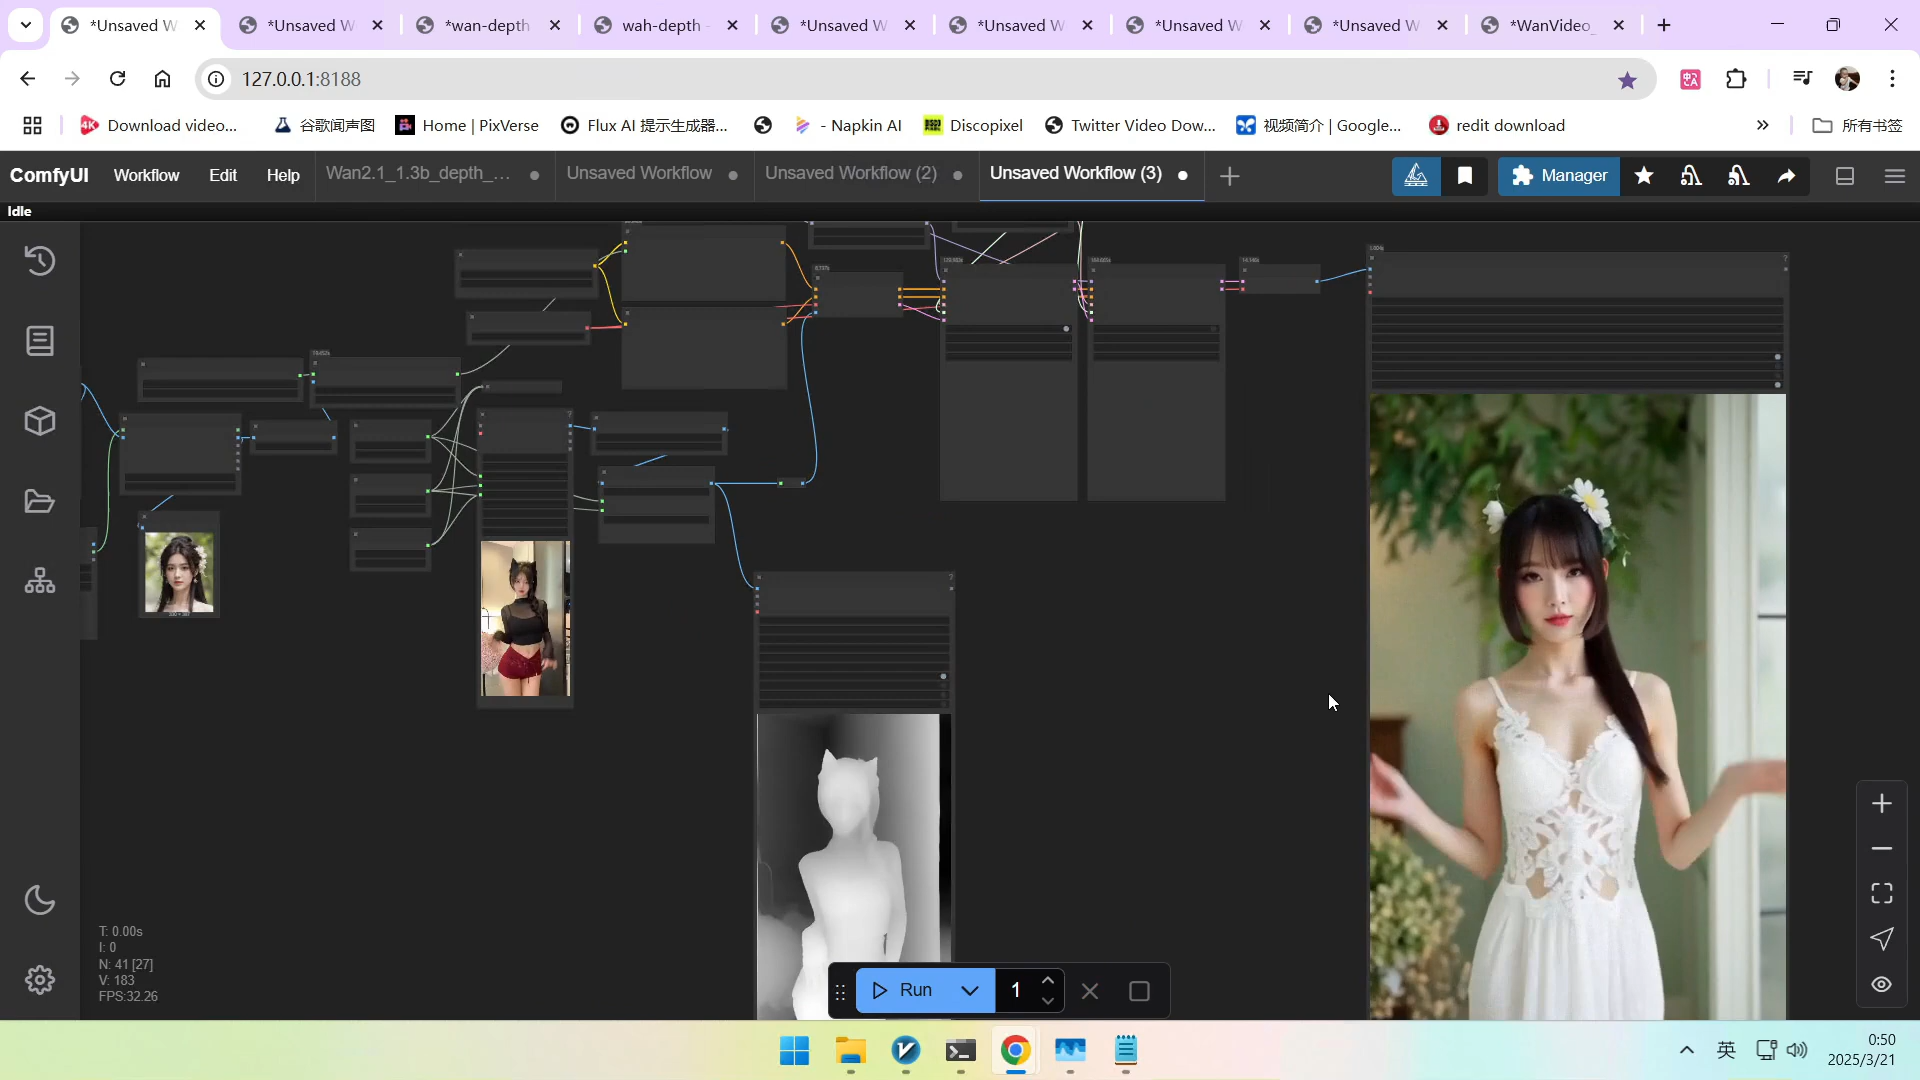 *Unsaved W
*Unsaved W
*wan-depth
wah-depth
*Unsaved W
*Unsaved W
*Unsaved W
*Unsaved W
*WanVideo_
127.0.0.1:8188
4K
Download video...
谷歌闻声图
Home | PixVerse
Flux AI 提示生成器...
- Napkin AI
Discopixel
Twitter Video Dow...
视频简介 | Google...
redit download
所有书签
ComfyUI
Workflow
Edit
Help
Wan2.1_1.3b_depth_...
Unsaved Workflow
Unsaved Workflow (2)
Unsaved Workflow (3)
Manager
Idle
T: 0.00s
I: 0
N: 41 [27]
V: 183
FPS:32.26
Run
1
英
0:50
2025/3/21